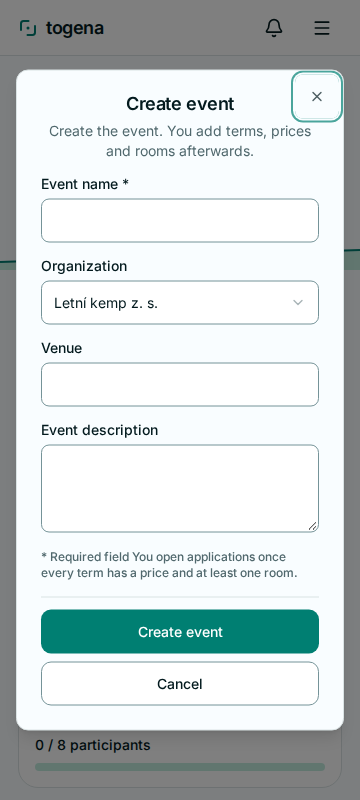 togena
Create event
Create the event. You add terms, prices
and rooms afterwards.
Event name *
Organization
Letní kemp z. s.
Venue
Event description
* Required field You open applications once
every term has a price and at least one room.
Create event
Cancel
0 / 8 participants